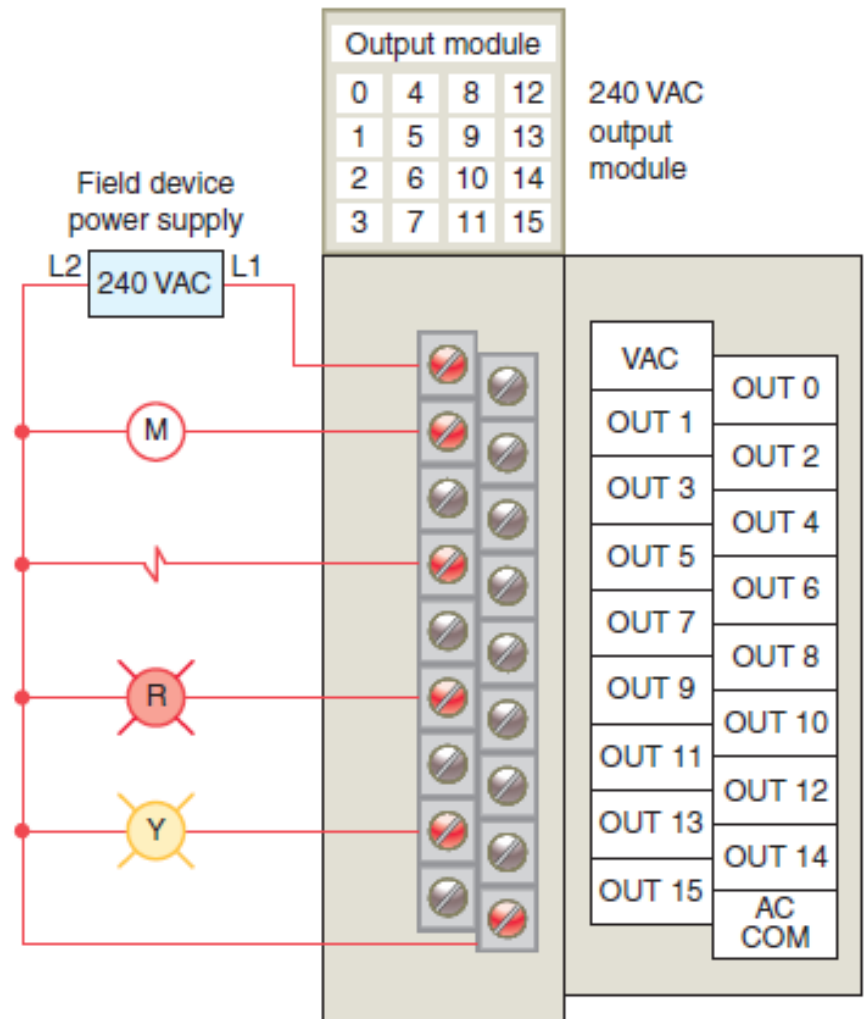 Output module
0 4 8 12
1 5 9 13
2 6 10 14
3 7 11 15
240 VAC
output
module
Field device
power supply
L2 240 VAC L1
M
R
Y
VAC
OUT 0
OUT 1
OUT 2
OUT 3
OUT 4
OUT 5
OUT 6
OUT 7
OUT 8
OUT 9
OUT 10
OUT 11
OUT 12
OUT 13
OUT 14
OUT 15
AC
COM